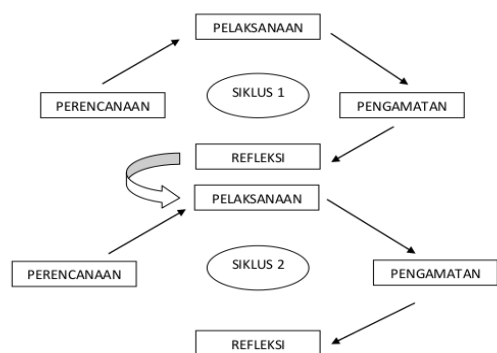 PELAKSANAAN
PERENCANAAN
SIKLUS 1
PENGAMATAN
REFLEKSI
PELAKSANAAN
PERENCANAAN
SIKLUS 2
PENGAMATAN
REFLEKSI